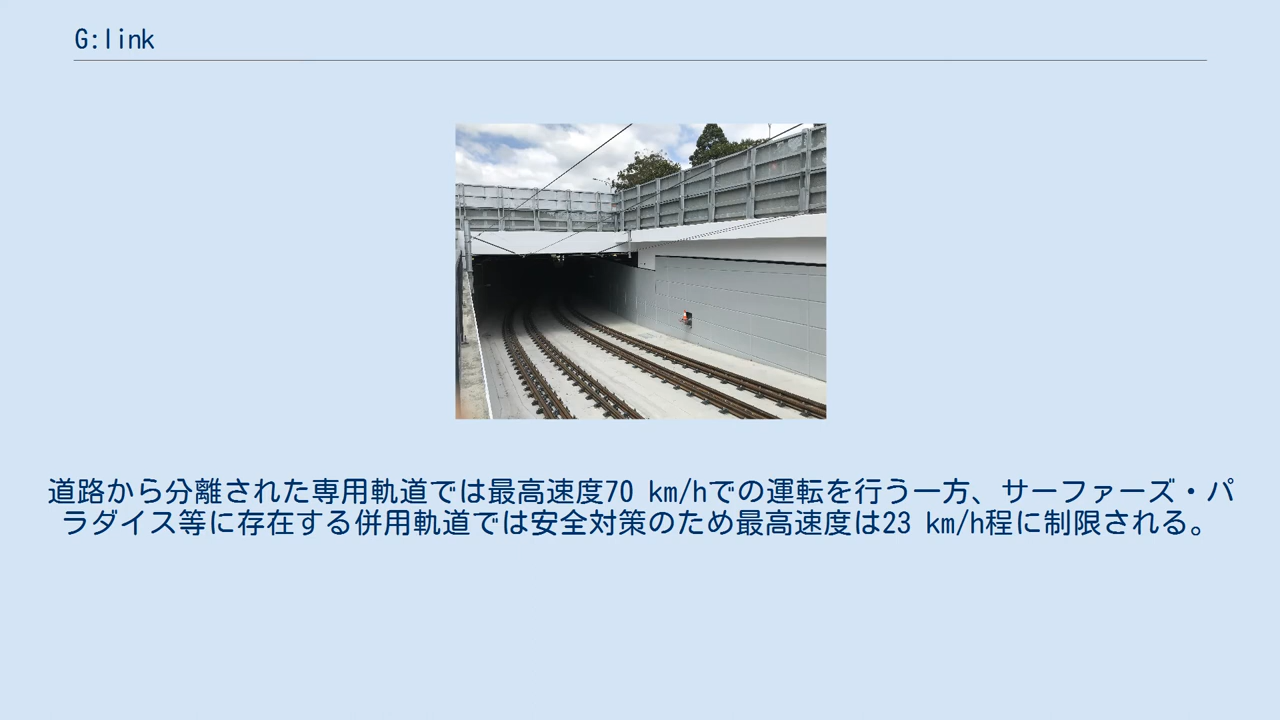 G:link
道路から分離された専用軌道では最高速度70 km/hでの運転を行う一方、サーファーズ・パ
ラダイス等に存在する併用軌道では安全対策のため最高速度は23 km/h程に制限される。